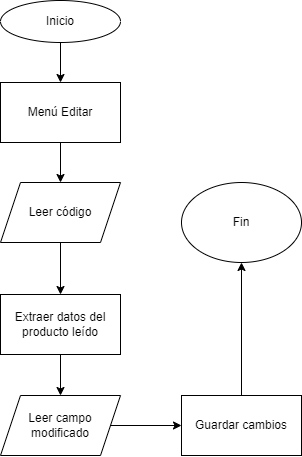 Inicio
Menú Editar
Leer código
Extraer datos del
producto leído
Leer campo
modificado
Guardar cambios
Fin